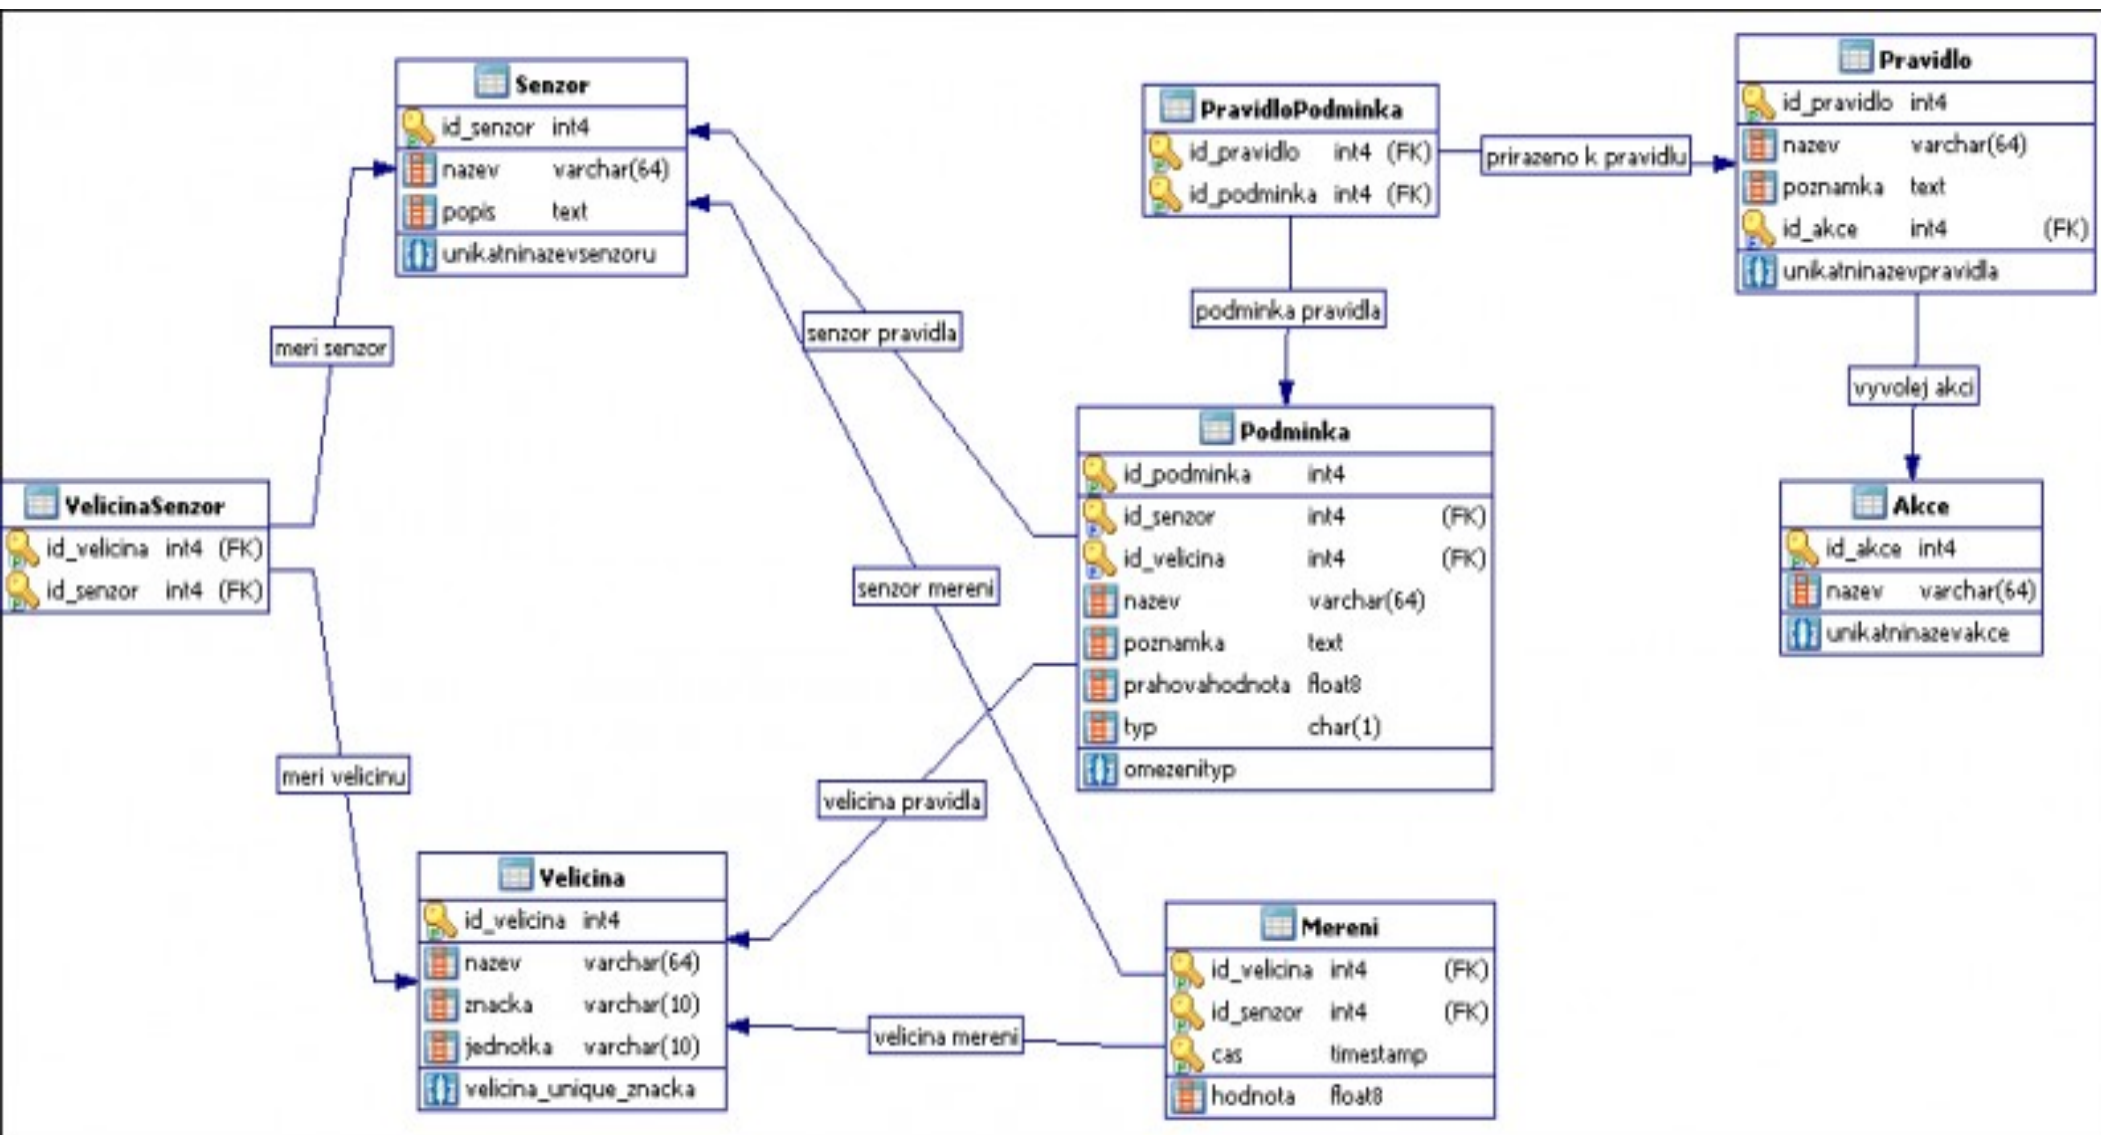 Senzor
id_senzor int4
nazev varchar(64)
popis text
unikatninazevsenzoru
PravidloPodminka
id_pravidlo int4 (FK)
id_podminka int4 (FK)
prirazeno k pravidlu
Pravidlo
id_pravidlo int4
nazev varchar(64)
poznamka text
id_akce int4 (FK)
unikatninazevpravidla
meri senzor
senzor pravidla
podminka pravidla
vyvolej akci
VelicinaSenzor
id_velicina int4 (FK)
id_senzor int4 (FK)
senzor mereni
Podminka
id_podminka int4
id_senzor int4 (FK)
id_velicina int4 (FK)
nazev varchar(64)
poznamka text
prahovahodnota float8
typ char(1)
omezenityp
Akce
id_akce int4
nazev varchar(64)
unikatninazevakce
meri velicinu
velicina pravidla
Velicina
id_velicina int4
nazev varchar(64)
znacka varchar(10)
jednotka varchar(10)
velicina_unique_znacka
velicina mereni
Mereni
id_velicina int4 (FK)
id_senzor int4 (FK)
cas timestamp
hodnota float8